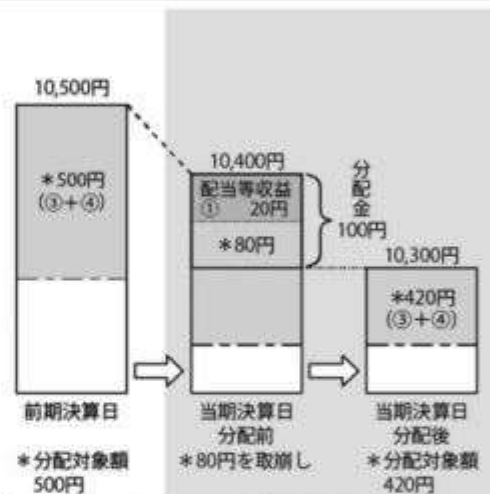 10,500円
*500円
(③+④)
前期決算日
*分配対象額
500円
10,400円
配当等収益
① 20円
*80円
分配金
100円
当期決算日
分配前
*80円を取崩し
10,300円
*420円
(③+④)
当期決算日
分配後
*分配対象額
420円